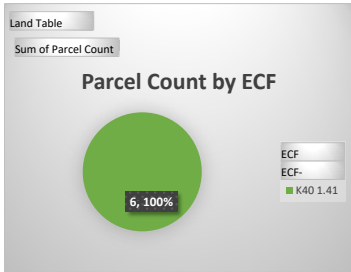 Land Table
Sum of Parcel Count
Parcel Count by ECF
6, 100%
ECF
ECF-
K40 1.41